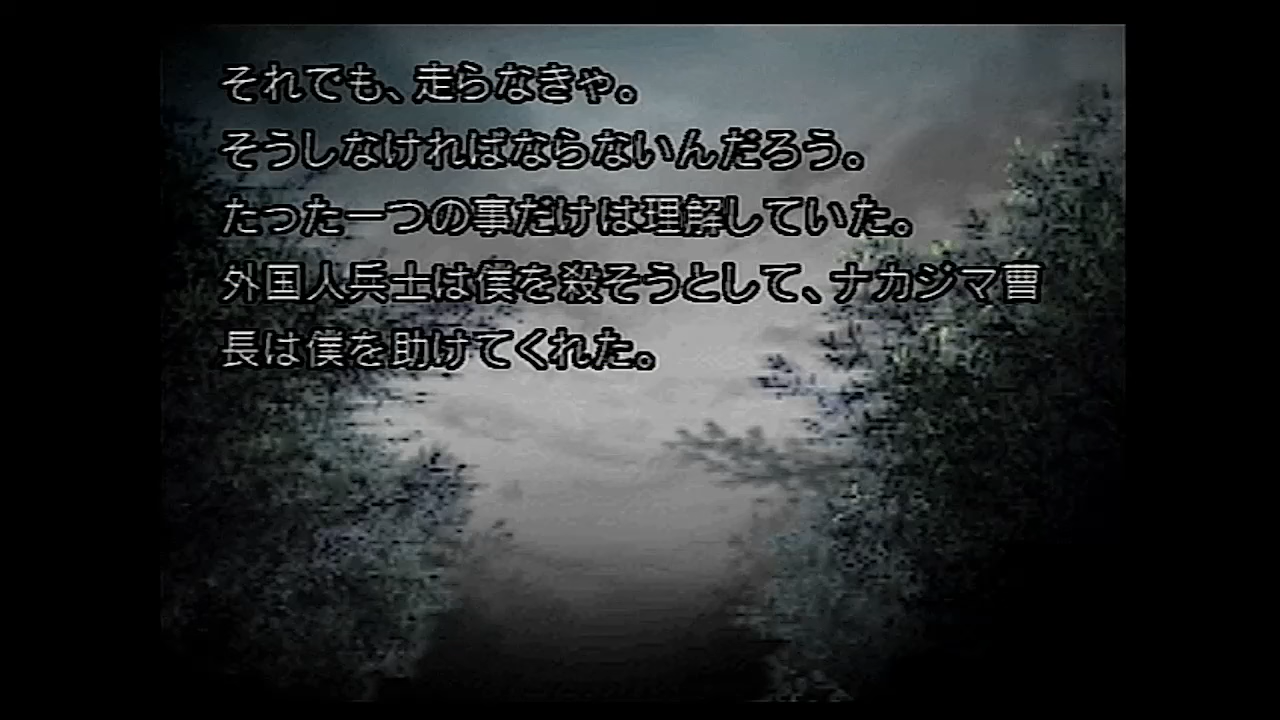 それでも、走らなきゃ。
そうしなければならないんだろう。
たった一つの事だけは理解していた。
外国人兵士は僕を殺そうとして、ナカジマ曹
長は僕を助けてくれた。